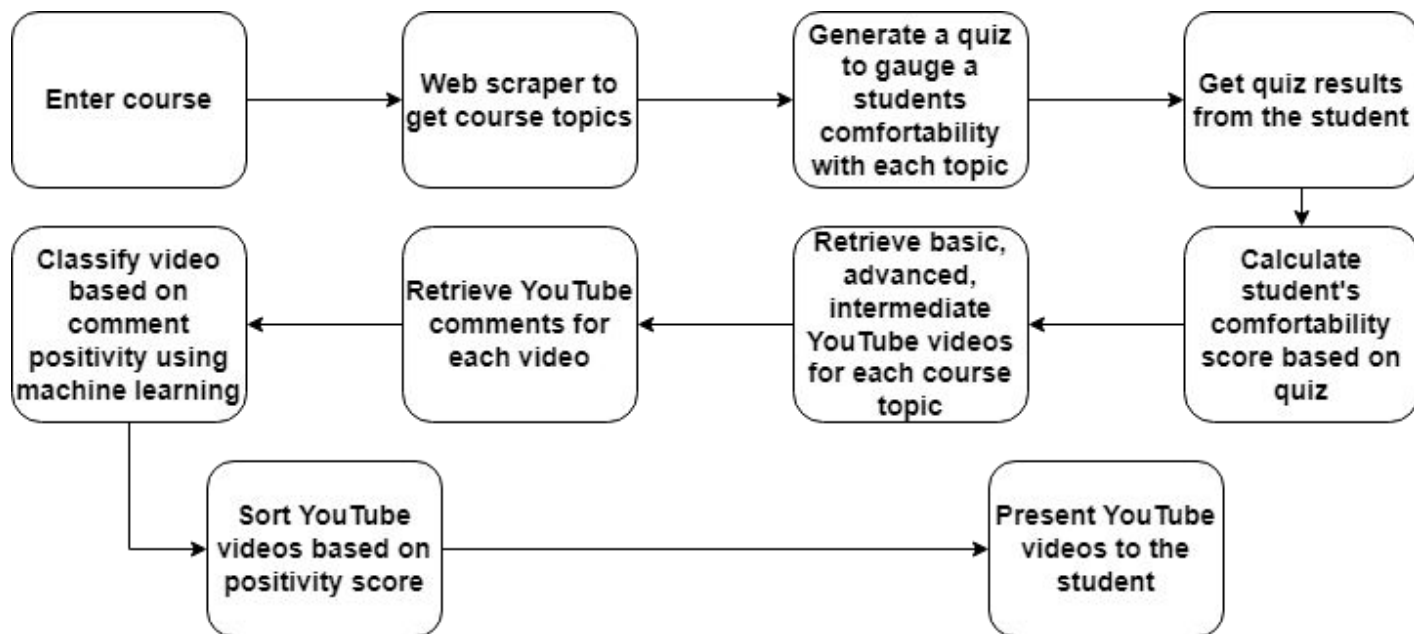 Enter course
Web scraper to
get course topics
Generate a quiz
to gauge a
students
comfortability
with each topic
Get quiz results
from the student
Calculate
student's
comfortability
score based on
quiz
Retrieve basic,
advanced,
intermediate
YouTube videos
for each course
topic
Retrieve YouTube
comments for
each video
Classify video
based on
comment
positivity using
machine learning
Sort YouTube
videos based on
positivity score
Present YouTube
videos to the
student